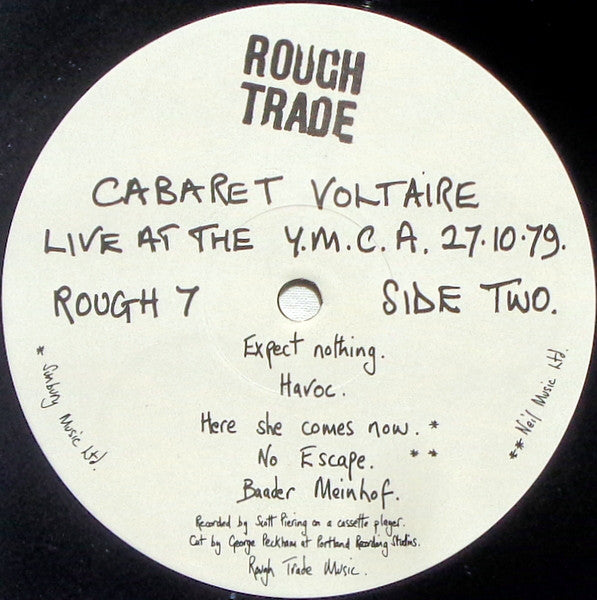 ROUGH
TRADE
CABARET VOLTAIRE
LIVE AT THE Y.M.C.A. 27.10.79.
ROUGH 7 SIDE TWO.
Expect nothing.
Havoc.
Here she comes now. *
No Escape. * *
Baader Meinhof.
Recorded by Scott Piering on a cassette player.
Cut by George Peckham at Portland Recording Studios.
Rough Trade Music.
* Sunbury Music Ltd.
** Neil Music Ltd.